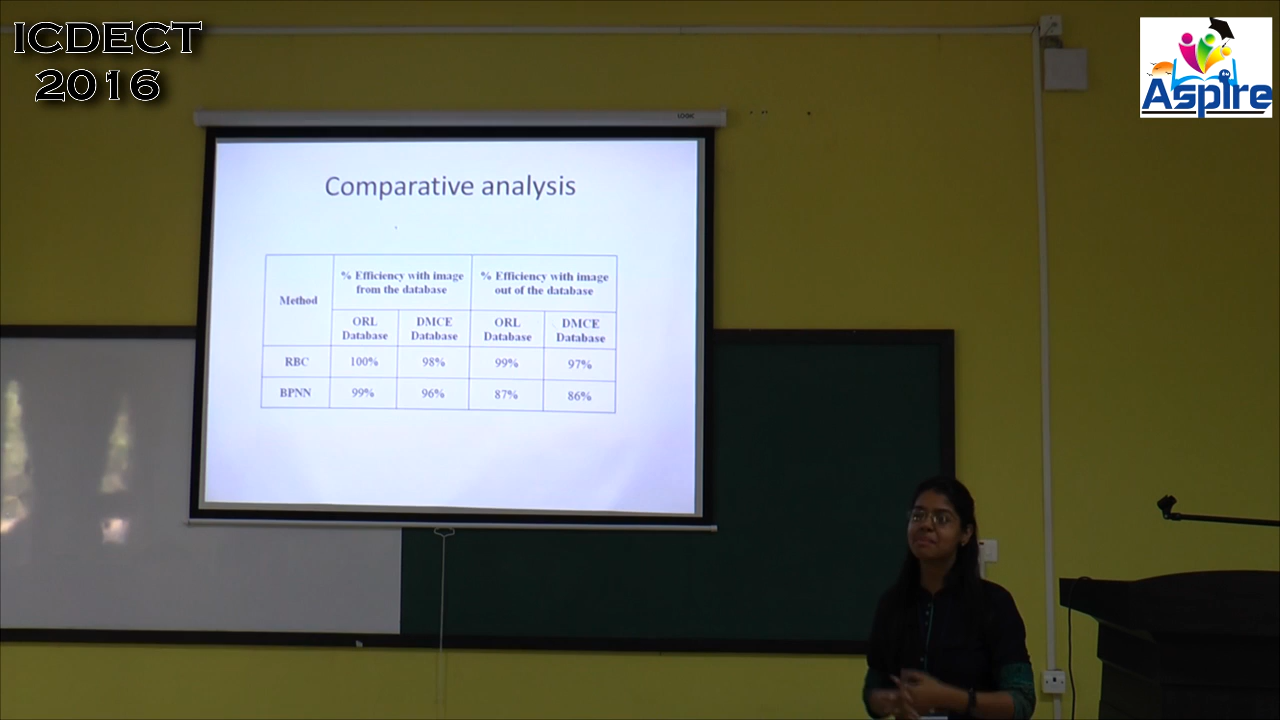 ICDECT
2016
Aspire
LOGIC
Comparative analysis
% Efficiency with image
from the database
% Efficiency with image
out of the database
Method
ORL
Database
DMCE
Database
ORL
Database
DMCE
Database
RBC 100% 98% 99% 97%
BPNN 99% 96% 87% 86%